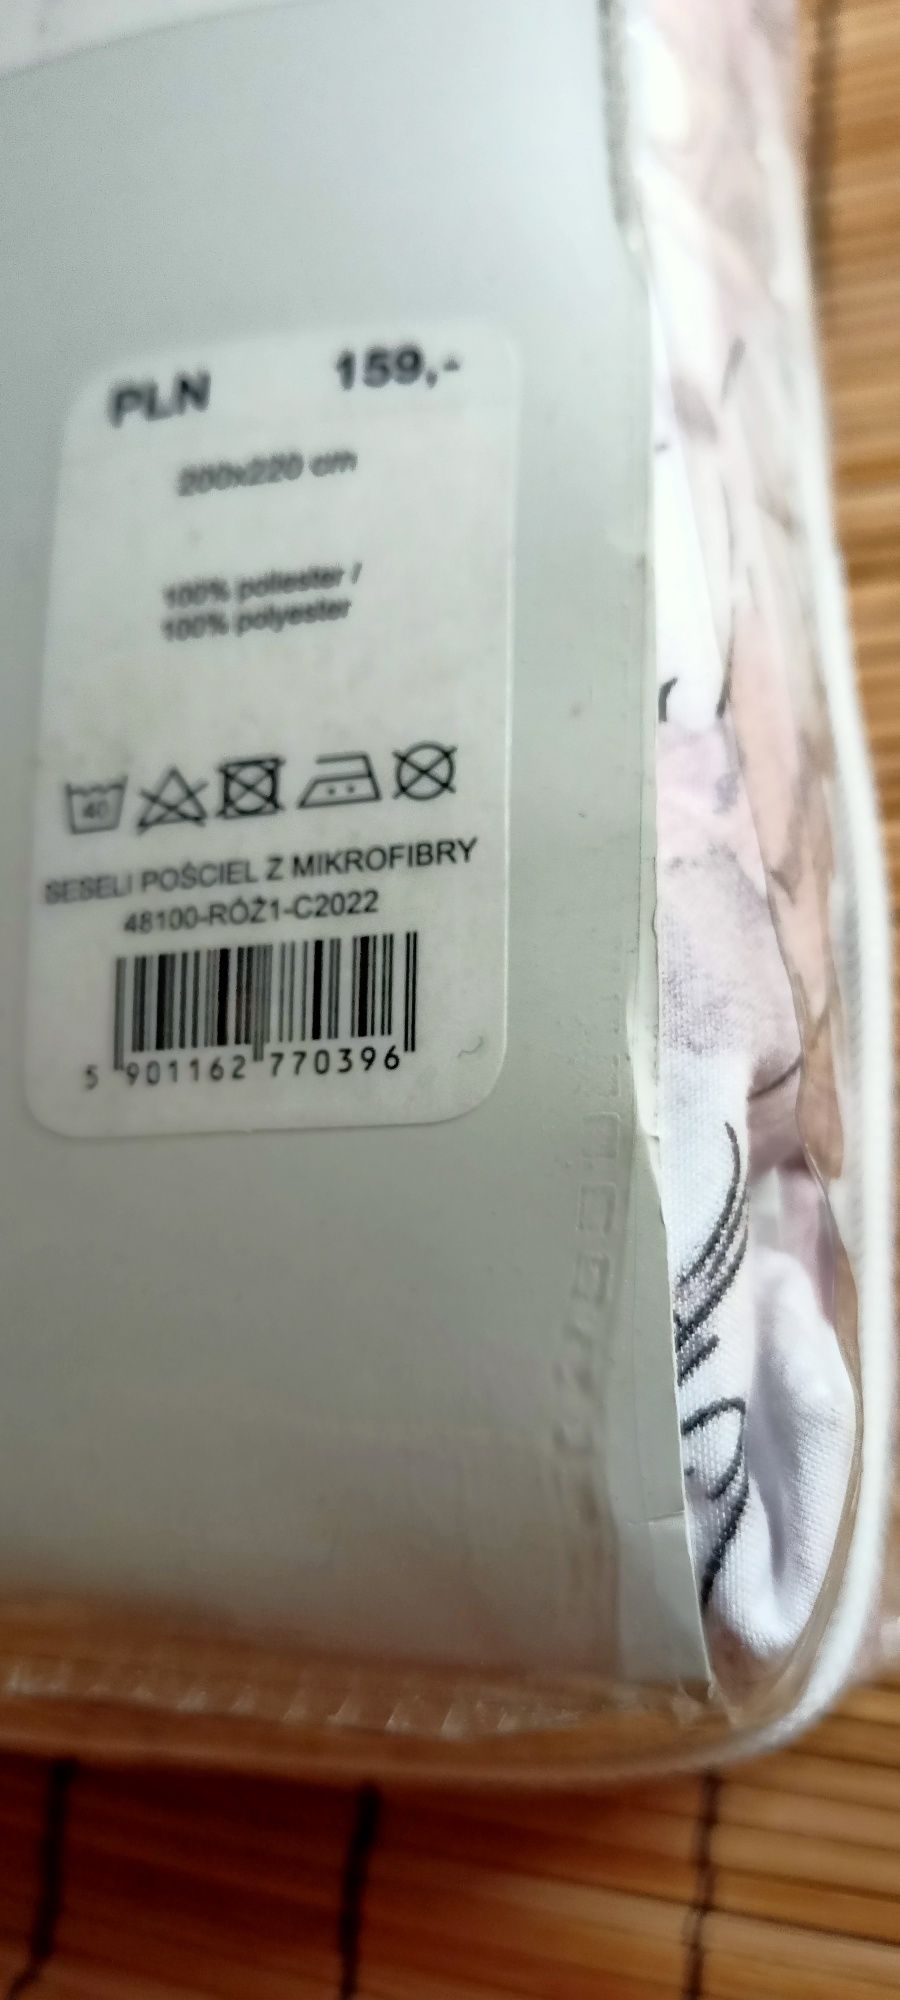 PLN 159,-
200x220 cm
100% poliester /
100% polyester
40
SESELI POŚCIEL Z MIKROFIBRY
48100-RÓŻ1-C2022
5 901162 770396